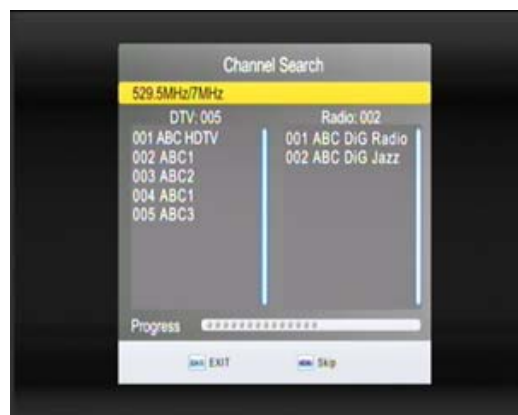 Channel Search
529.5MHz/7MHz
DTV: 005
Radio: 002
001 ABC HDTV
002 ABC1
003 ABC2
004 ABC1
005 ABC3
001 ABC DiG Radio
002 ABC DiG Jazz
Progress
EXIT
Skip